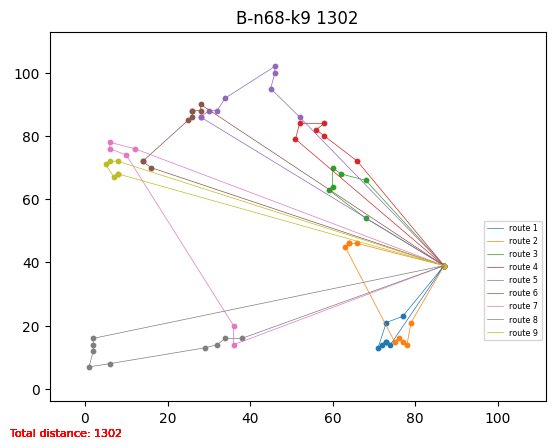 B-n68-k9 1302
100
80
60
40
20
0
route 1
route 2
route 3
route 4
route 5
route 6
route 7
route 8
route 9
0 20 40 60 80 100
Total distance: 1302